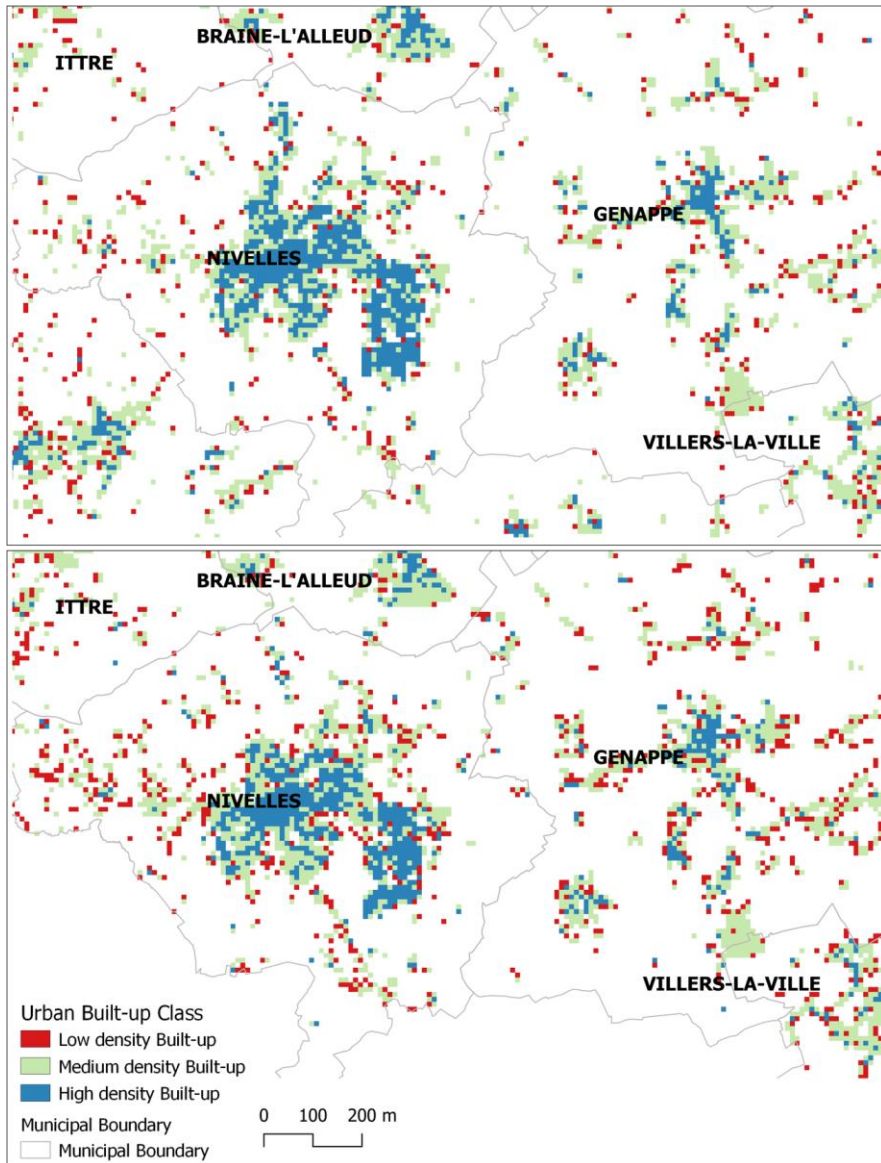 BRAINE-L'ALLEUD
ITTRE
GENAPPE
NIVELLES
VILLERS-LA-VILLE
BRAINE-L'ALLEUD
ITTRE
GENAPPE
NIVELLES
VILLERS-LA-VILLE
Urban Built-up Class
Low density Built-up
Medium density Built-up
High density Built-up
Municipal Boundary
Municipal Boundary
0 100 200 m